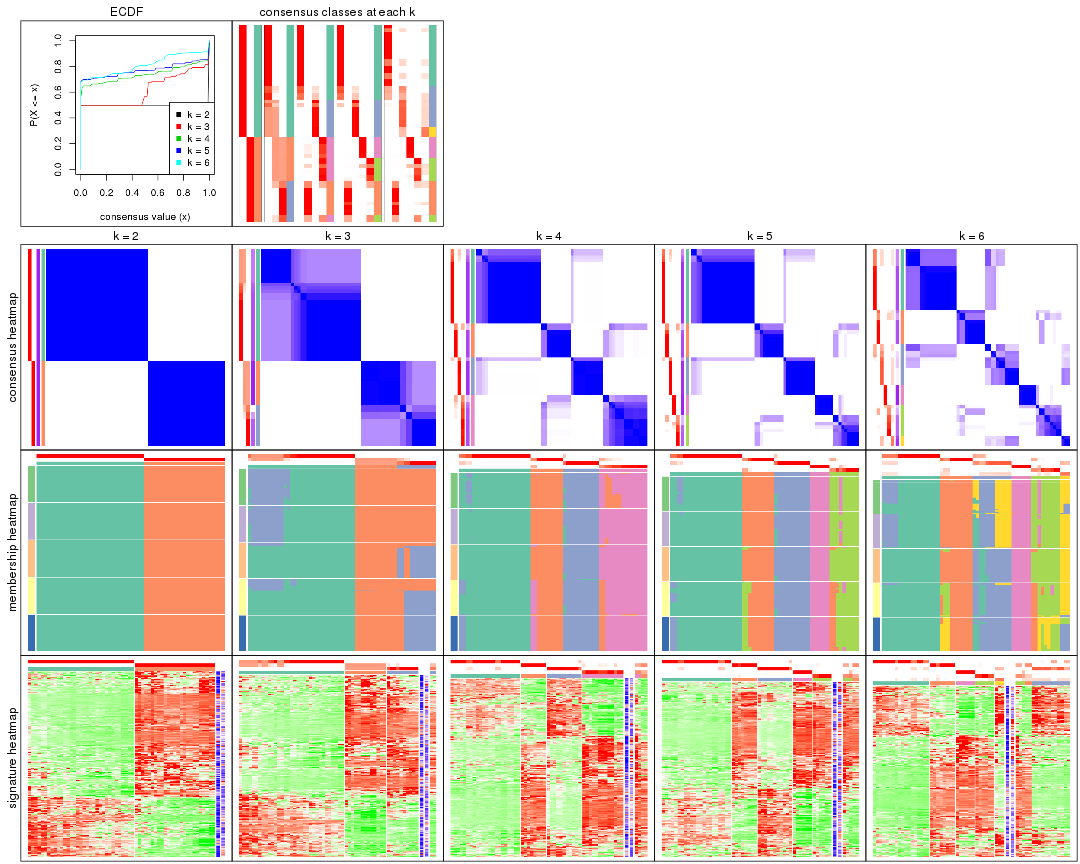 ECDF
consensus classes at each k
P(X <= x)
1.0
0.8
0.6
0.4
0.2
0.0
k = 2
k = 3
k = 4
k = 5
k = 6
0.0 0.2 0.4 0.6 0.8 1.0
consensus value (x)
k = 2
k = 3
k = 4
k = 5
k = 6
consensus heatmap
membership heatmap
signature heatmap